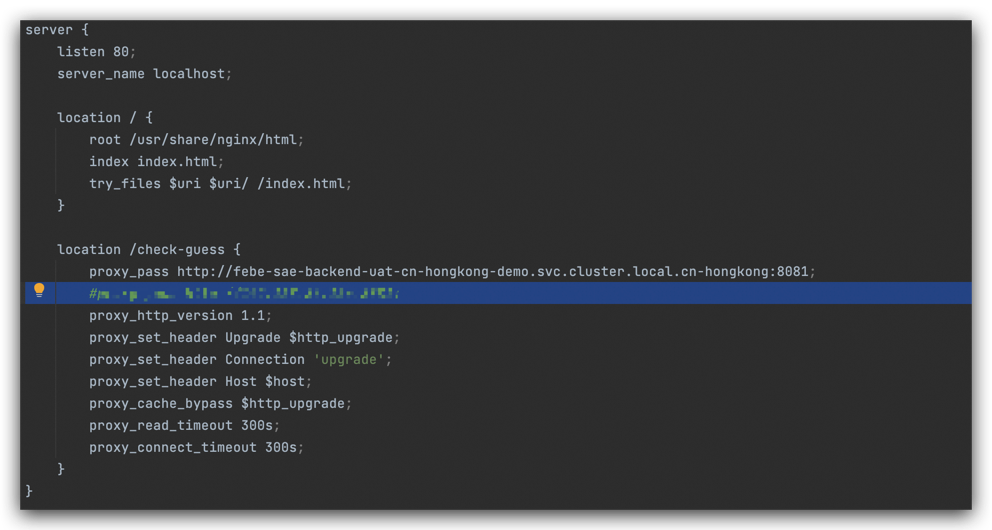 server {
listen 80;
server_name localhost;
location / {
root /usr/share/nginx/html;
index index.html;
try_files $uri $uri/ /index.html;
}
location /check-guess {
proxy_pass http://febe-sae-backend-uat-cn-hongkong-demo.svc.cluster.local.cn-hongkong:8081;
proxy_http_version 1.1;
proxy_set_header Upgrade $http_upgrade;
proxy_set_header Connection 'upgrade';
proxy_set_header Host $host;
proxy_cache_bypass $http_upgrade;
proxy_read_timeout 300s;
proxy_connect_timeout 300s;
}
}